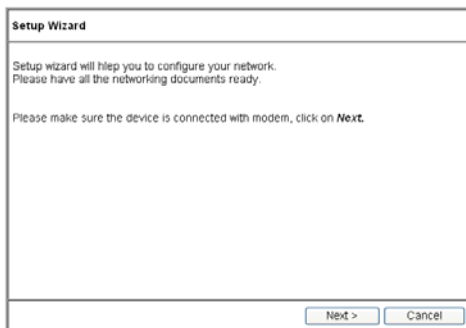 Setup Wizard
Setup wizard will hlep you to configure your network.
Please have all the networking documents ready.
Please make sure the device is connected with modem, click on Next.
Next >
Cancel